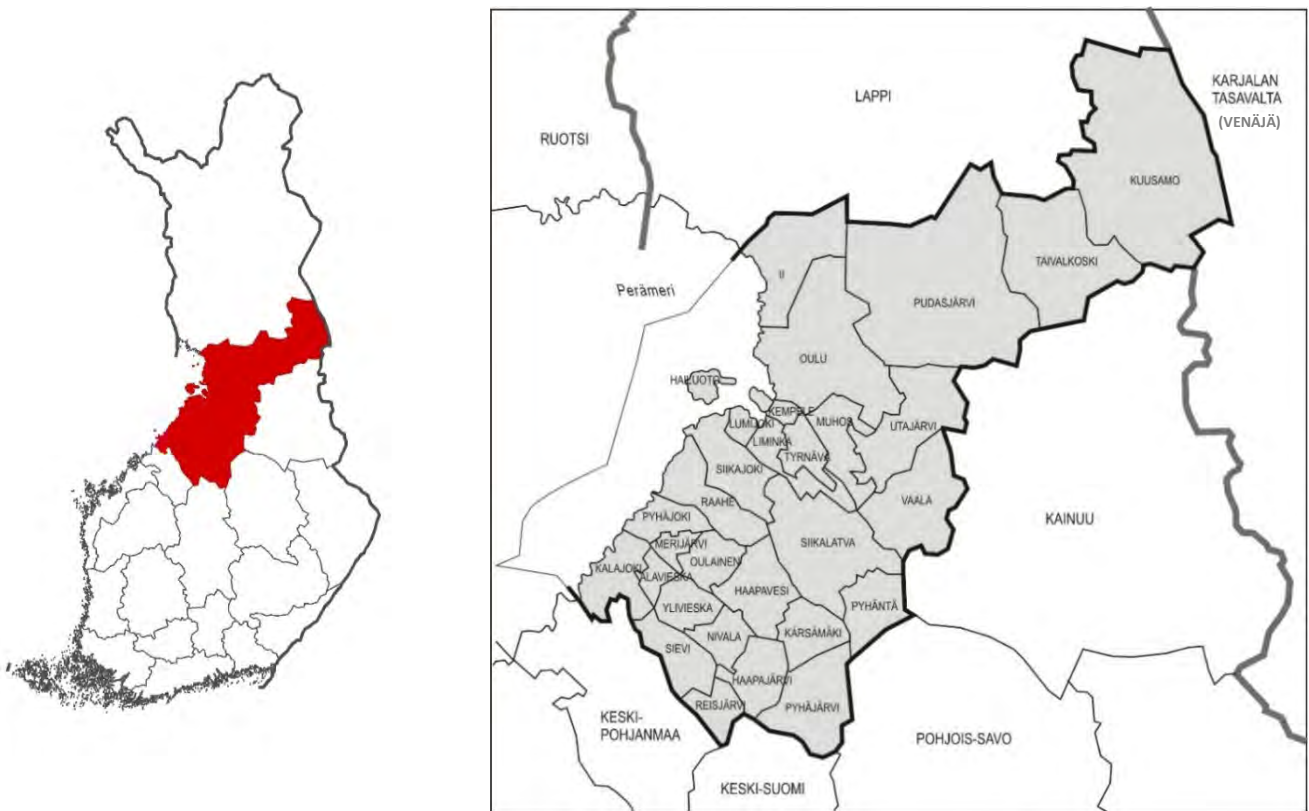 LAPPI
KARJALAN
TASAVALTA
(VENÄJÄ)
RUOTSI
KUUSAMO
TAIVALKOSKI
II
Perämeri
PUDASJÄRVI
OULU
HAILUOTO
KEMPELE
LUMIJOKI
MUHOS
UTAJÄRVI
LIMINKA
TYRNÄVÄ
SIIKAJOKI
RAAHE
VAALA
PYHÄJOKI
KAINUU
MERIJÄRVI
SIIKALATVA
OULAINEN
KALAJOKI
ALAVIESKA
HAAPAVESI
YLIVIESKA
PYHÄNTÄ
NIVALA
KÄRSÄMÄKI
SIEVI
HAAPAJÄRVI
REISJÄRVI
PYHÄJÄRVI
KESKI-
POHJANMAA
POHJOIS-SAVO
KESKI-SUOMI